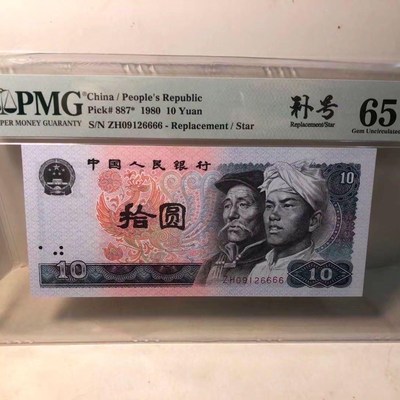 PMG
PER MONEY GUARANTY
China / People's Republic
Pick# 887* 1980 10 Yuan
S/N ZH09126666 - Replacement / Star
补号
Replacement/Star
65
Gem Uncirculated
中国人民银行
10
拾圆
ZH09126666
10
10